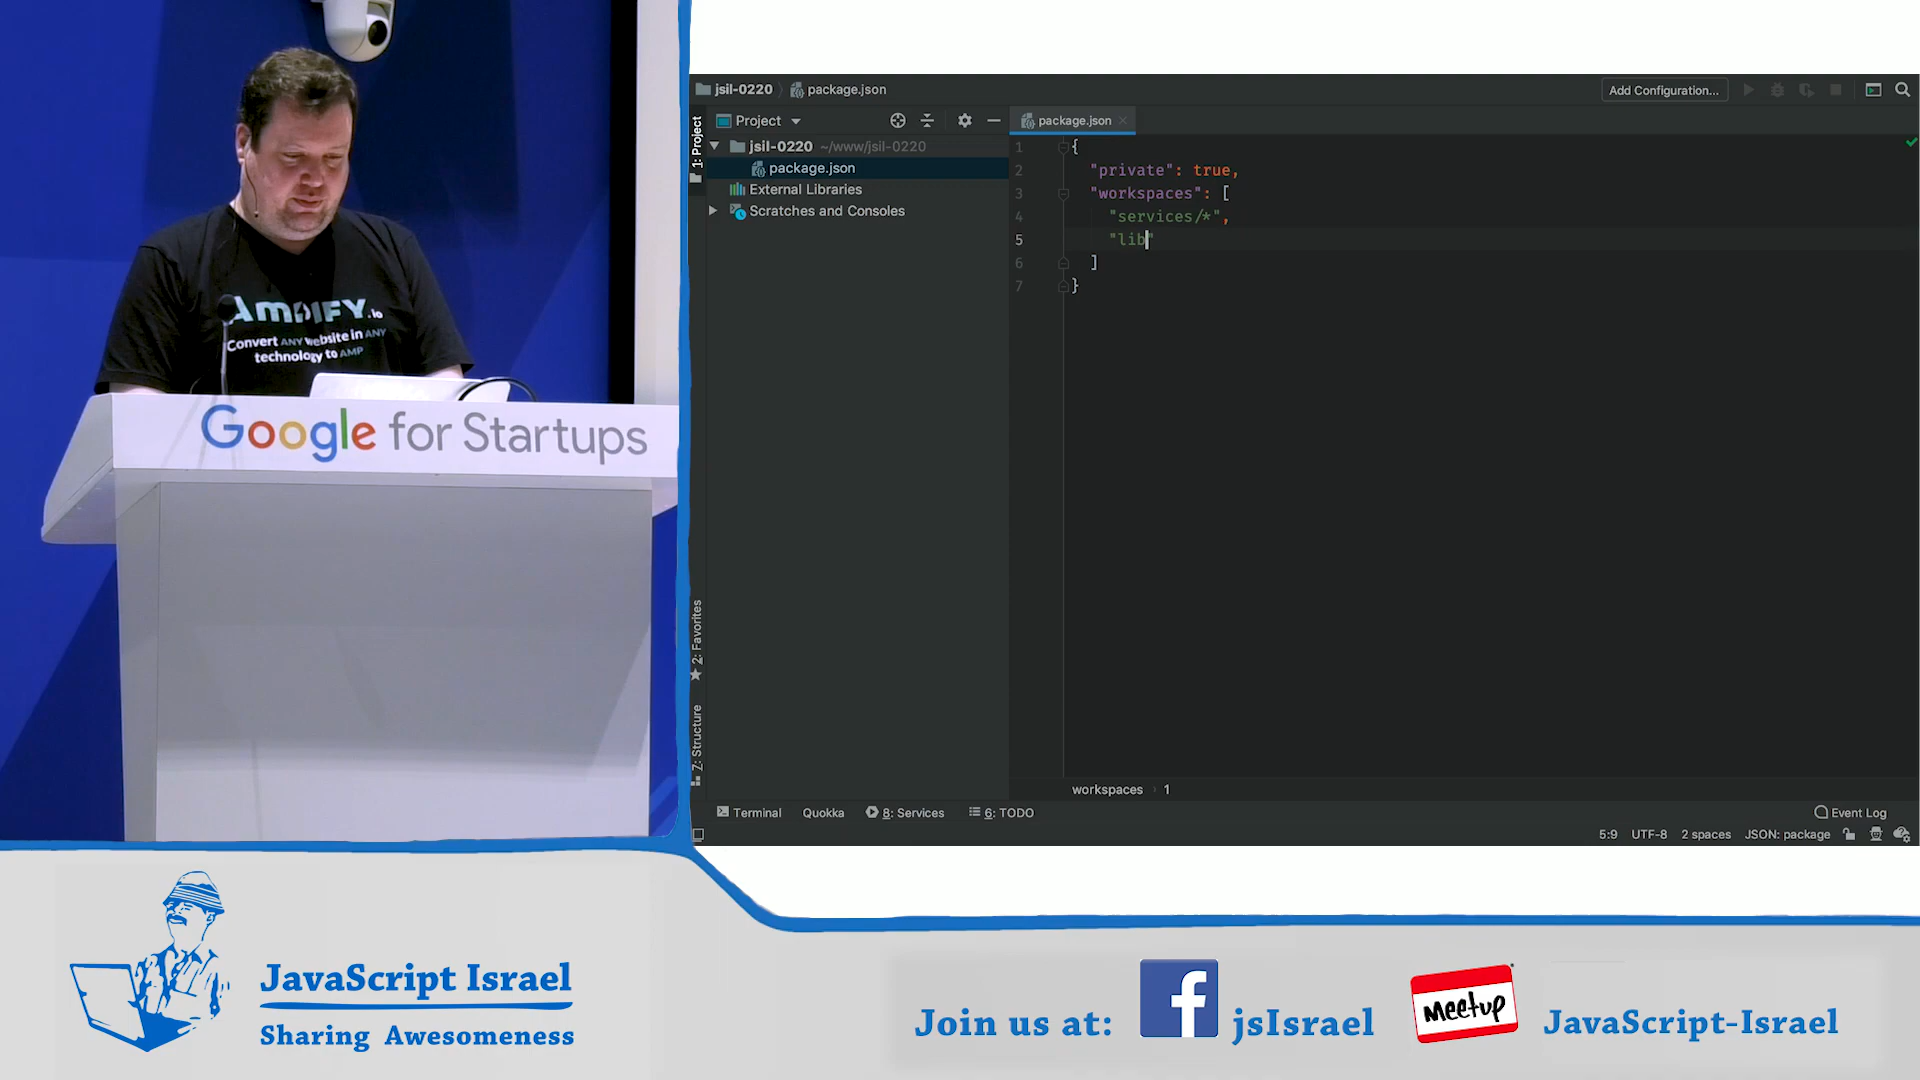 AMPIFY.io
Convert ANY website in ANY
technology to AMP
Google for Startups
jsil-0220
package.json
Add Configuration...
1: Project
Project
package.json
jsil-0220 ~/www/jsil-0220
package.json
External Libraries
Scratches and Consoles
1 {
2 "private": true,
3 "workspaces": [
4 "services/*",
5 "lib"
6 ]
7 }
2: Favorites
Z: Structure
workspaces › 1
Terminal
Quokka
8: Services
6: TODO
Event Log
5:9
UTF-8
2 spaces
JSON: package
JavaScript Israel
Sharing Awesomeness
Join us at:
f
jsIsrael
Meetup
JavaScript-Israel